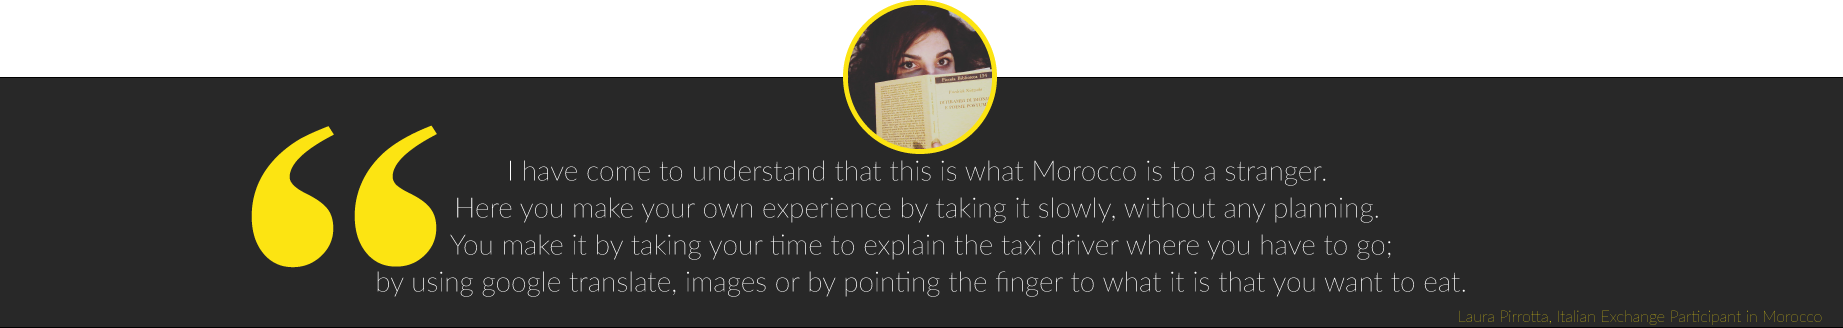 I have come to understand that this is what Morocco is to a stranger.
Here you make your own experience by taking it slowly, without any planning.
You make it by taking your time to explain the taxi driver where you have to go;
by using google translate, images or by pointing the finger to what it is that you want to eat.
Laura Pirrotta, Italian Exchange Participant in Morocco